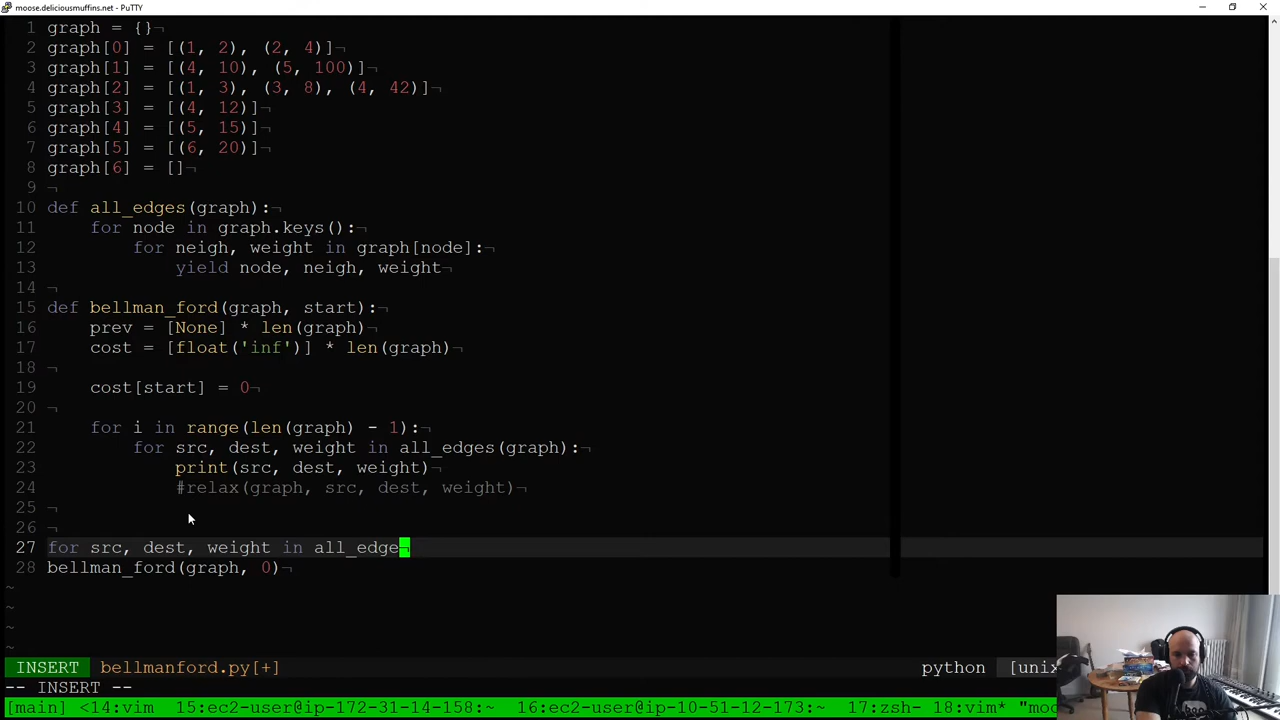 moose.deliciousmuffins.net - PuTTY
1 graph = {}¬
2 graph[0] = [(1, 2), (2, 4)]¬
3 graph[1] = [(4, 10), (5, 100)]¬
4 graph[2] = [(1, 3), (3, 8), (4, 42)]¬
5 graph[3] = [(4, 12)]¬
6 graph[4] = [(5, 15)]¬
7 graph[5] = [(6, 20)]¬
8 graph[6] = []¬
9 ¬
10 def all_edges(graph):¬
11     for node in graph.keys():¬
12         for neigh, weight in graph[node]:¬
13             yield node, neigh, weight¬
14 ¬
15 def bellman_ford(graph, start):¬
16     prev = [None] * len(graph)¬
17     cost = [float('inf')] * len(graph)¬
18 ¬
19     cost[start] = 0¬
20 ¬
21     for i in range(len(graph) - 1):¬
22         for src, dest, weight in all_edges(graph):¬
23             print(src, dest, weight)¬
24             #relax(graph, src, dest, weight)¬
25 ¬
26 ¬
27 for src, dest, weight in all_edge¬
28 bellman_ford(graph, 0)¬
~
~
~
~
INSERT bellmanford.py[+] python [unix
-- INSERT --
[main] <14:vim 15:ec2-user@ip-172-31-14-158:~ 16:ec2-user@ip-10-51-12-173:~ 17:zsh- 18:vim* "moo